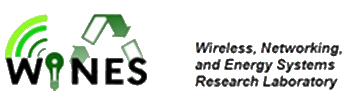 WiNES
Wireless, Networking,
and Energy Systems
Research Laboratory